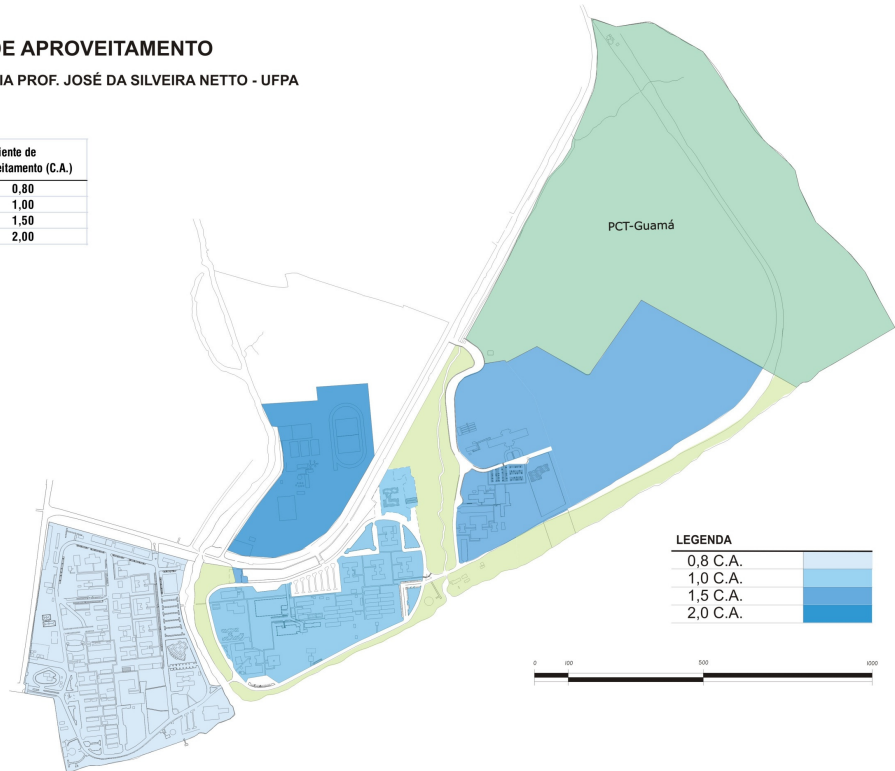 DE APROVEITAMENTO
IA PROF. JOSÉ DA SILVEIRA NETTO - UFPA
iente de
eitamento (C.A.)
0,80
1,00
1,50
2,00
PCT-Guamá
LEGENDA
0,8 C.A.
1,0 C.A.
1,5 C.A.
2,0 C.A.
0 100 500 1000